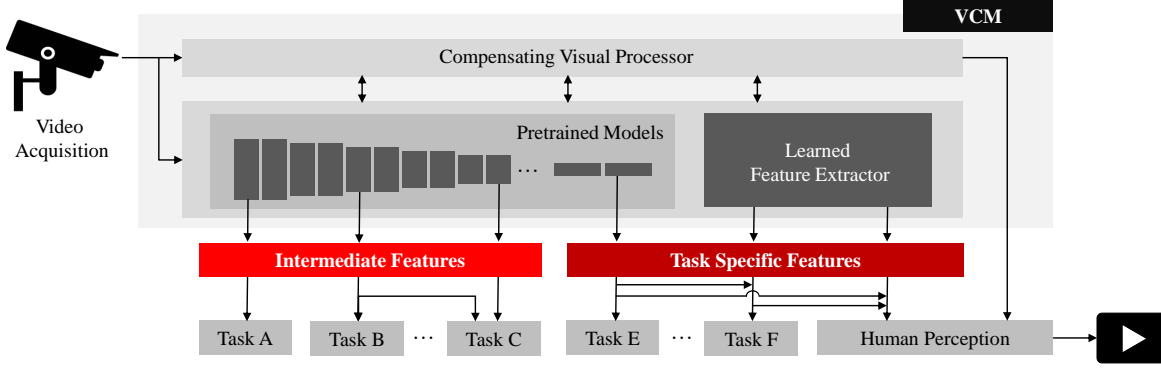 VCM
Compensating Visual Processor
Video
Acquisition
Pretrained Models
...
Learned
Feature Extractor
Intermediate Features
Task Specific Features
Task A
Task B
...
Task C
Task E
...
Task F
Human Perception